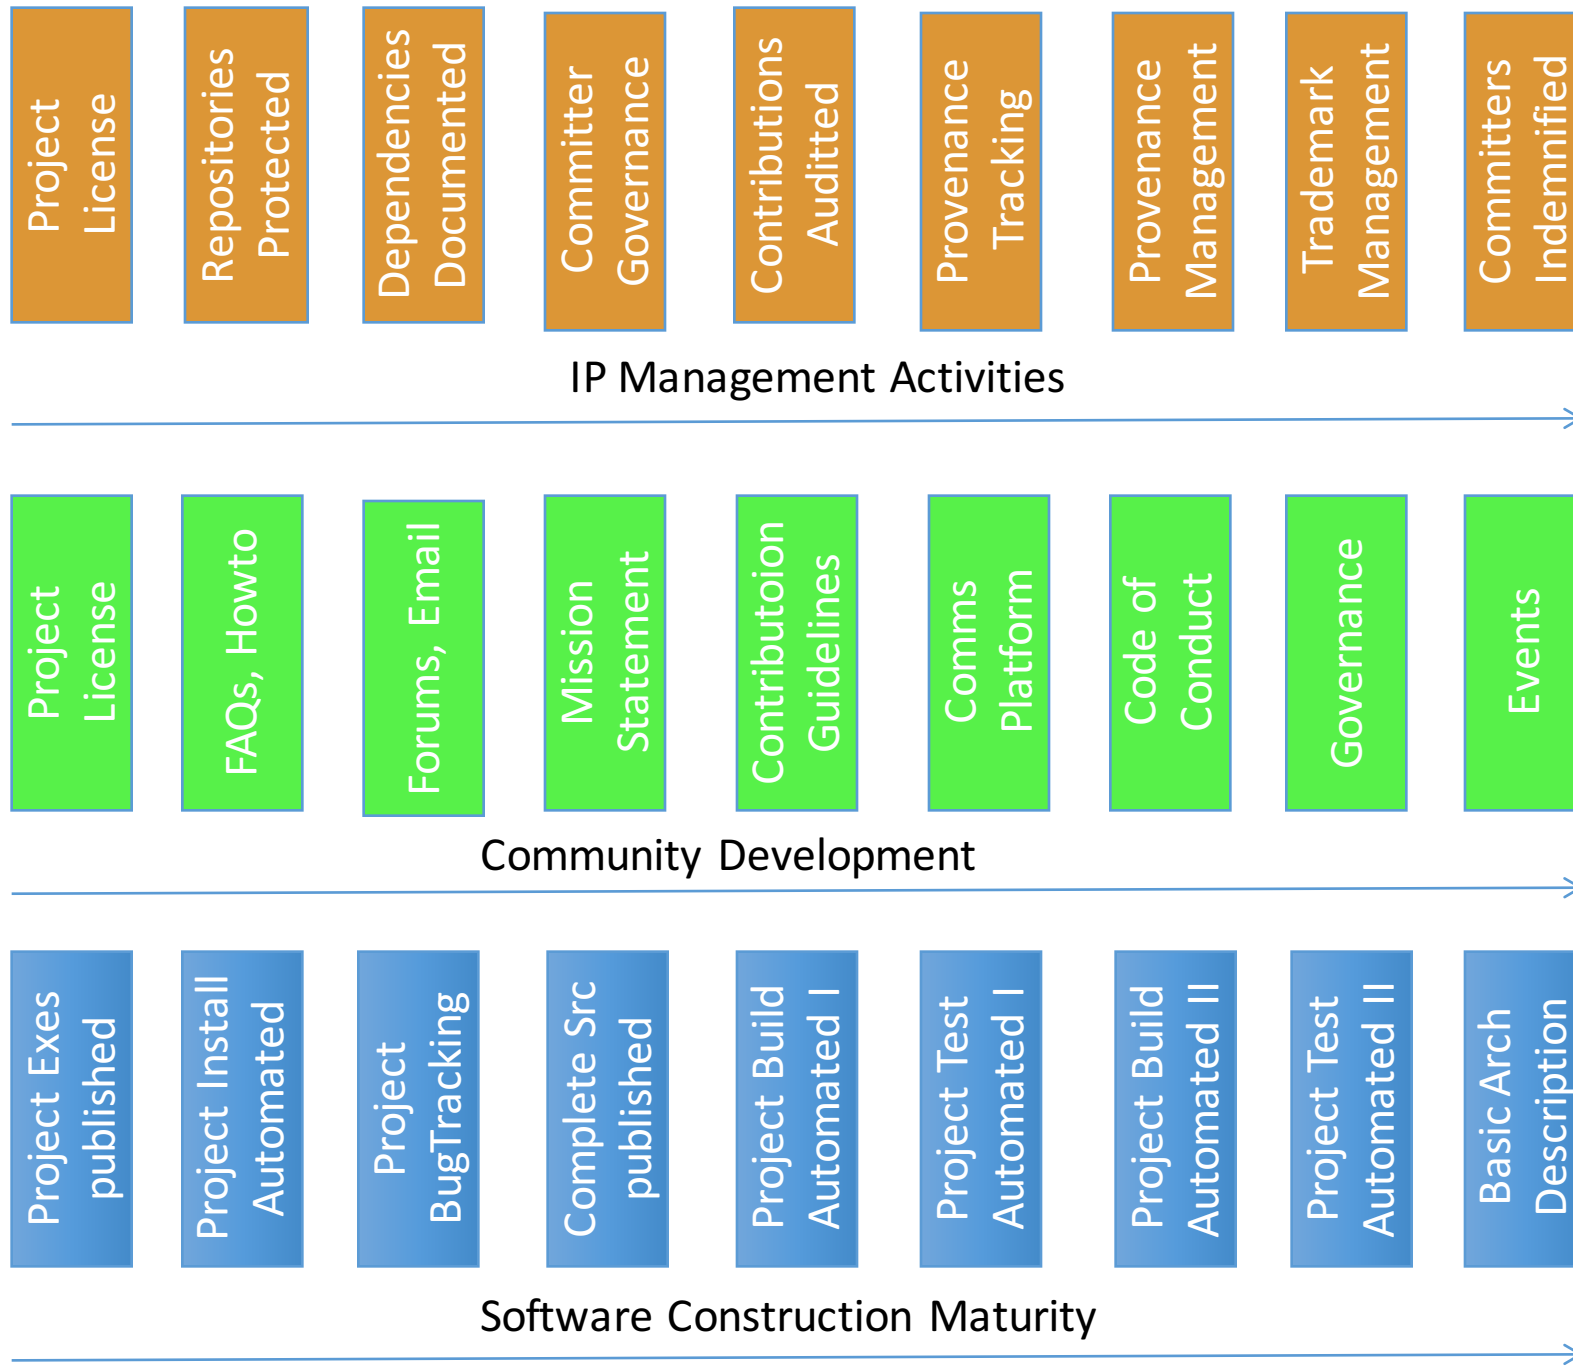 Project
License
Repositories
Protected
Dependencies
Documented
Committer
Governance
Contributions
Auditted
Provenance
Tracking
Provenance
Management
Trademark
Management
Committers
Indemnified
IP Management Activities
Project
License
FAQs, Howto
Forums, Email
Mission
Statement
Contributoion
Guidelines
Comms
Platform
Code of
Conduct
Governance
Events
Community Development
Project Exes
published
Project Install
Automated
Project
BugTracking
Complete Src
published
Project Build
Automated I
Project Test
Automated I
Project Build
Automated II
Project Test
Automated II
Basic Arch
Description
Software Construction Maturity